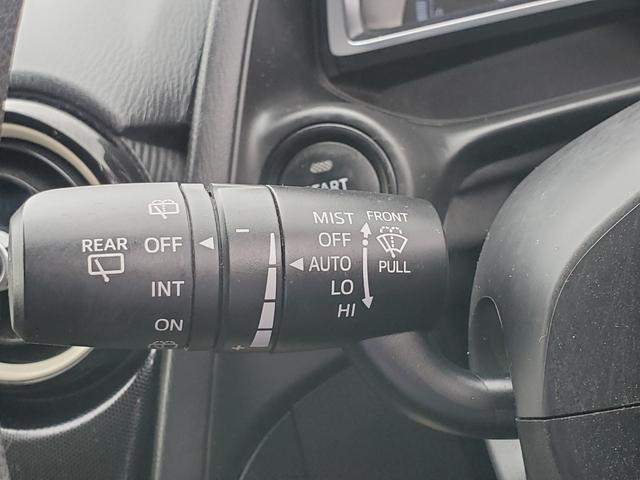 START
REAR
OFF
INT
ON
−
+
MIST
OFF
AUTO
LO
HI
FRONT
PULL